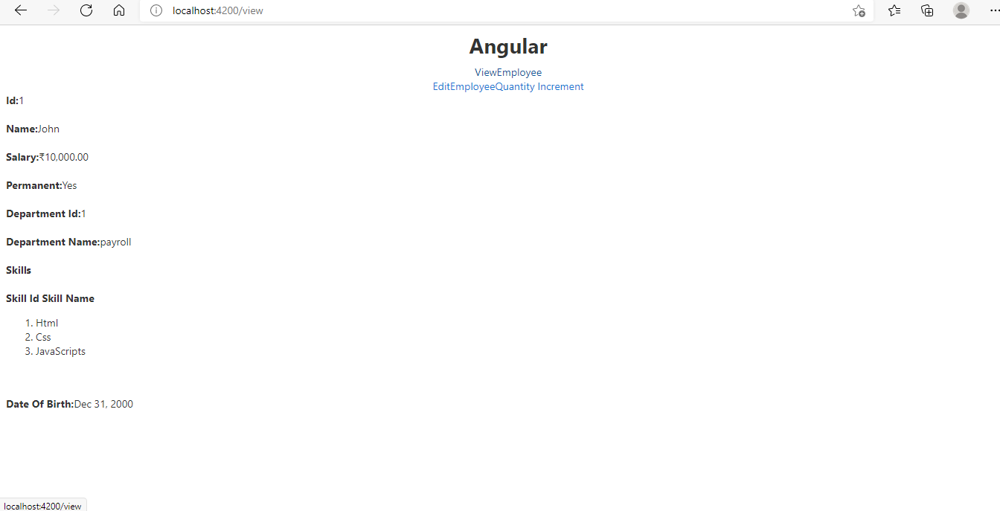 localhost:4200/view
Angular
ViewEmployee
EditEmployeeQuantity Increment
Id:1
Name:John
Salary:₹10,000.00
Permanent:Yes
Department Id:1
Department Name:payroll
Skills
Skill Id Skill Name
1. Html
2. Css
3. JavaScripts
Date Of Birth:Dec 31, 2000
localhost:4200/view